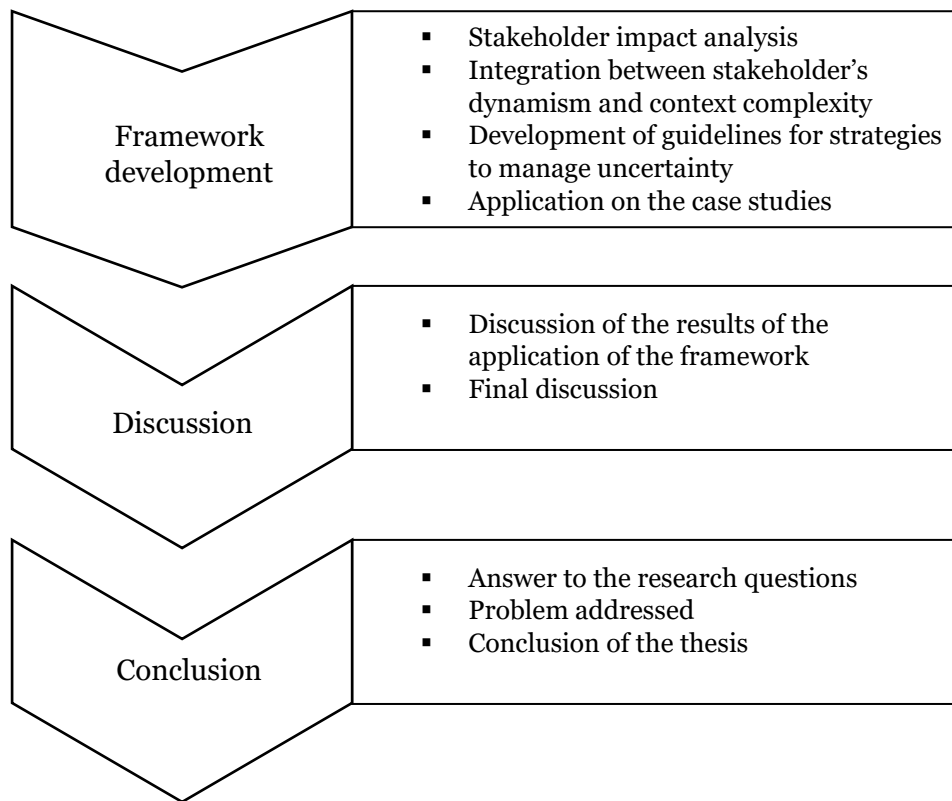 Framework
development
▪ Stakeholder impact analysis
▪ Integration between stakeholder’s
dynamism and context complexity
▪ Development of guidelines for strategies
to manage uncertainty
▪ Application on the case studies
Discussion
▪ Discussion of the results of the
application of the framework
▪ Final discussion
Conclusion
▪ Answer to the research questions
▪ Problem addressed
▪ Conclusion of the thesis